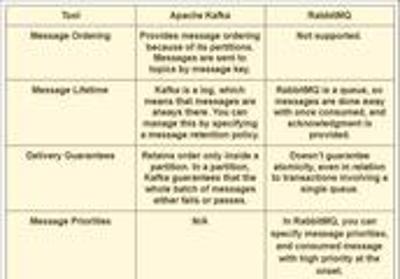 Tool Apache Kafka RabbitMQ
Message Ordering
Provides message ordering
because of its partitions.
Messages are sent to
topics by message key.
Not supported.
Message Lifetime
Kafka is a log, which
means that messages are
always there. You can
manage this by specifying
a message retention policy.
RabbitMQ is a queue, so
messages are done away
with once consumed, and
acknowledgment is
provided.
Delivery Guarantees
Retains order only inside a
partition. In a partition,
Kafka guarantees that the
whole batch of messages
either fails or passes.
Doesn't guarantee
atomicity, even in relation
to transactions involving a
single queue.
Message Priorities
N/A
In RabbitMQ, you can
specify message priorities,
and consumed message
with high priority at the
onset.